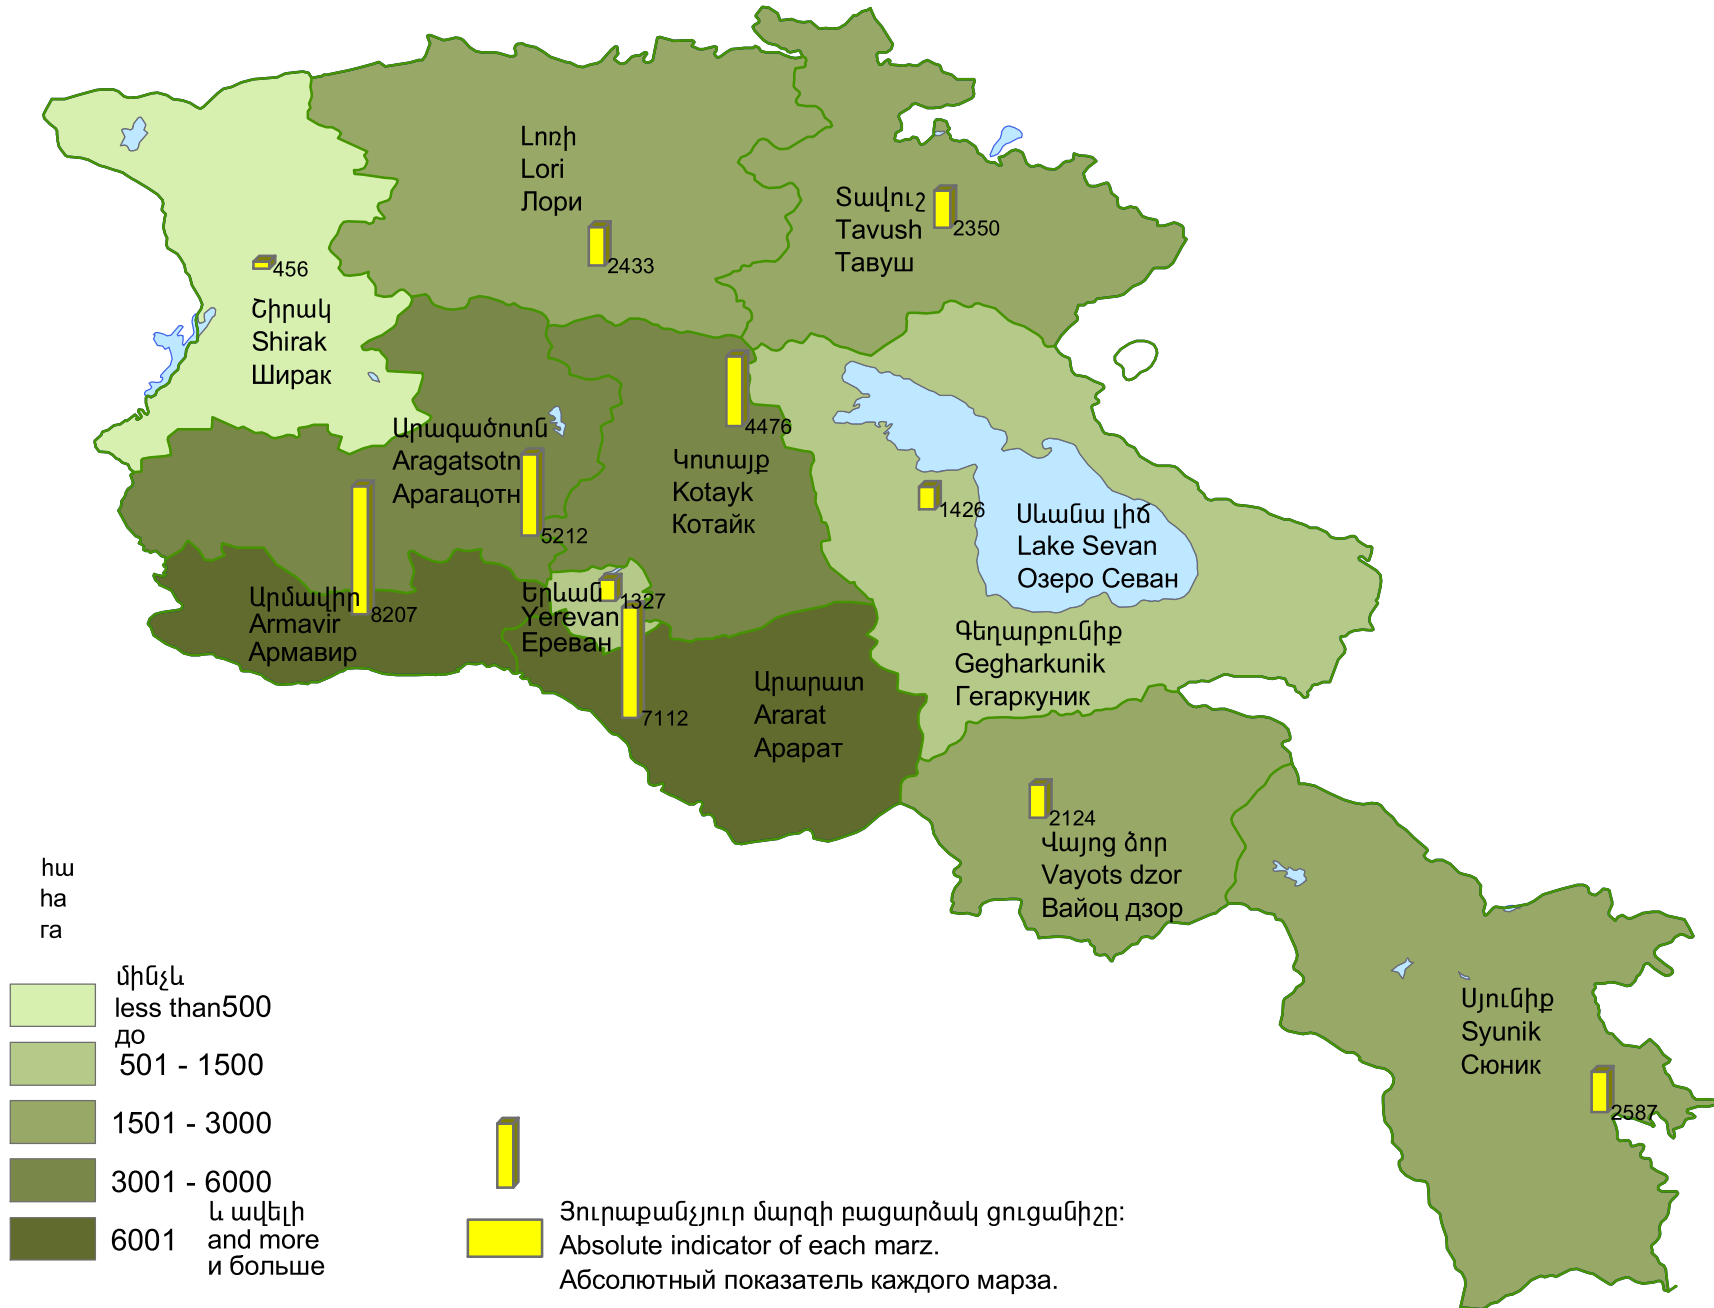 Լոռի
Lori
Лори
2433
Տավուշ
Tavush
Тавуш
2350
456
Շիրակ
Shirak
Ширак
Արագածոտն
Aragatsotn
Арагацотн
5212
4476
Կոտայք
Kotayk
Котайк
1426
Սևանա լիճ
Lake Sevan
Озеро Севан
Արմավիր
Armavir
Армавир
8207
Երևան
Yerevan
Ереван
1327
7112
Արարատ
Ararat
Арарат
Գեղարքունիք
Gegharkunik
Гегаркуник
2124
Վայոց ձոր
Vayots dzor
Вайоц дзор
Սյունիք
Syunik
Сюник
2587
հա
ha
га
մինչև
less than500
до
501 - 1500
1501 - 3000
3001 - 6000
6001
և ավելի
and more
и больше
Յուրաքանչյուր մարզի բացարձակ ցուցանիշը:
Absolute indicator of each marz.
Абсолютный показатель каждого марза.